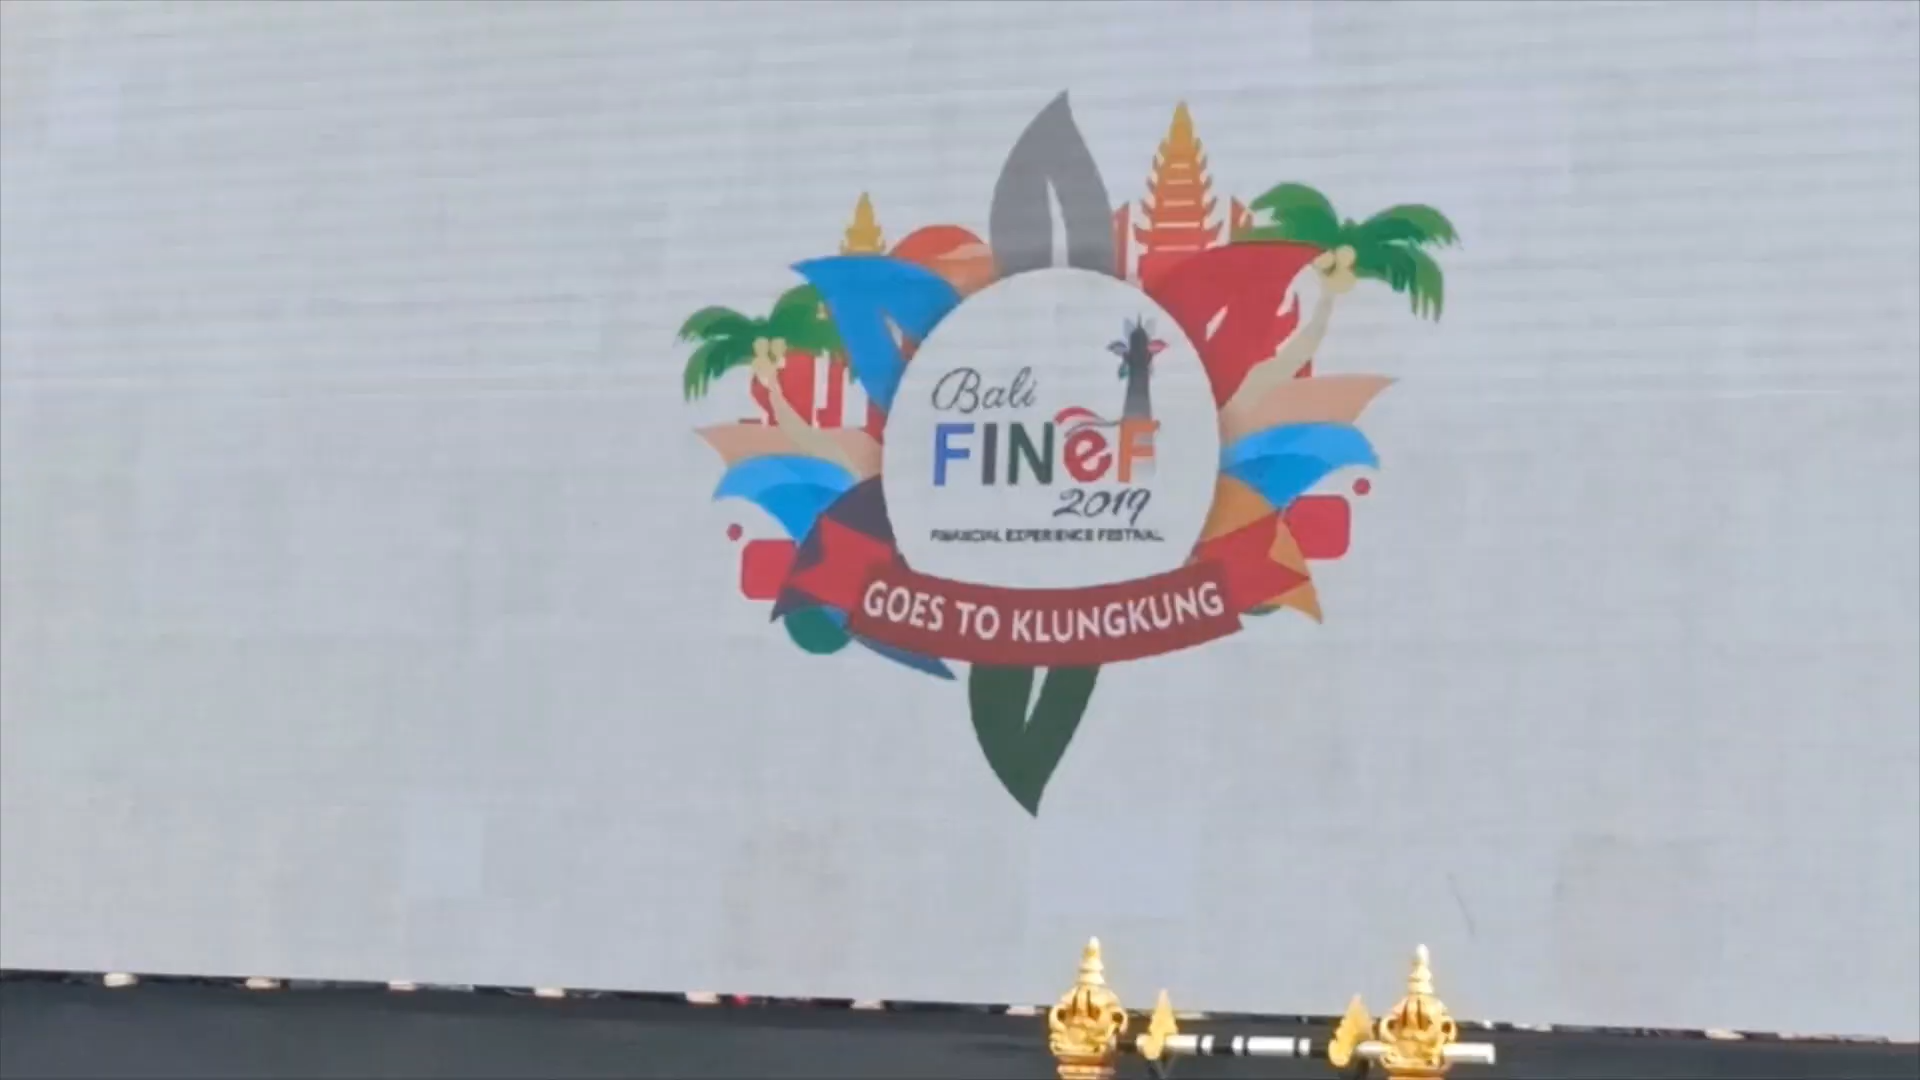 Bali
FINeF
2019
FINANCIAL EXPERIENCE FESTIVAL
GOES TO KLUNGKUNG